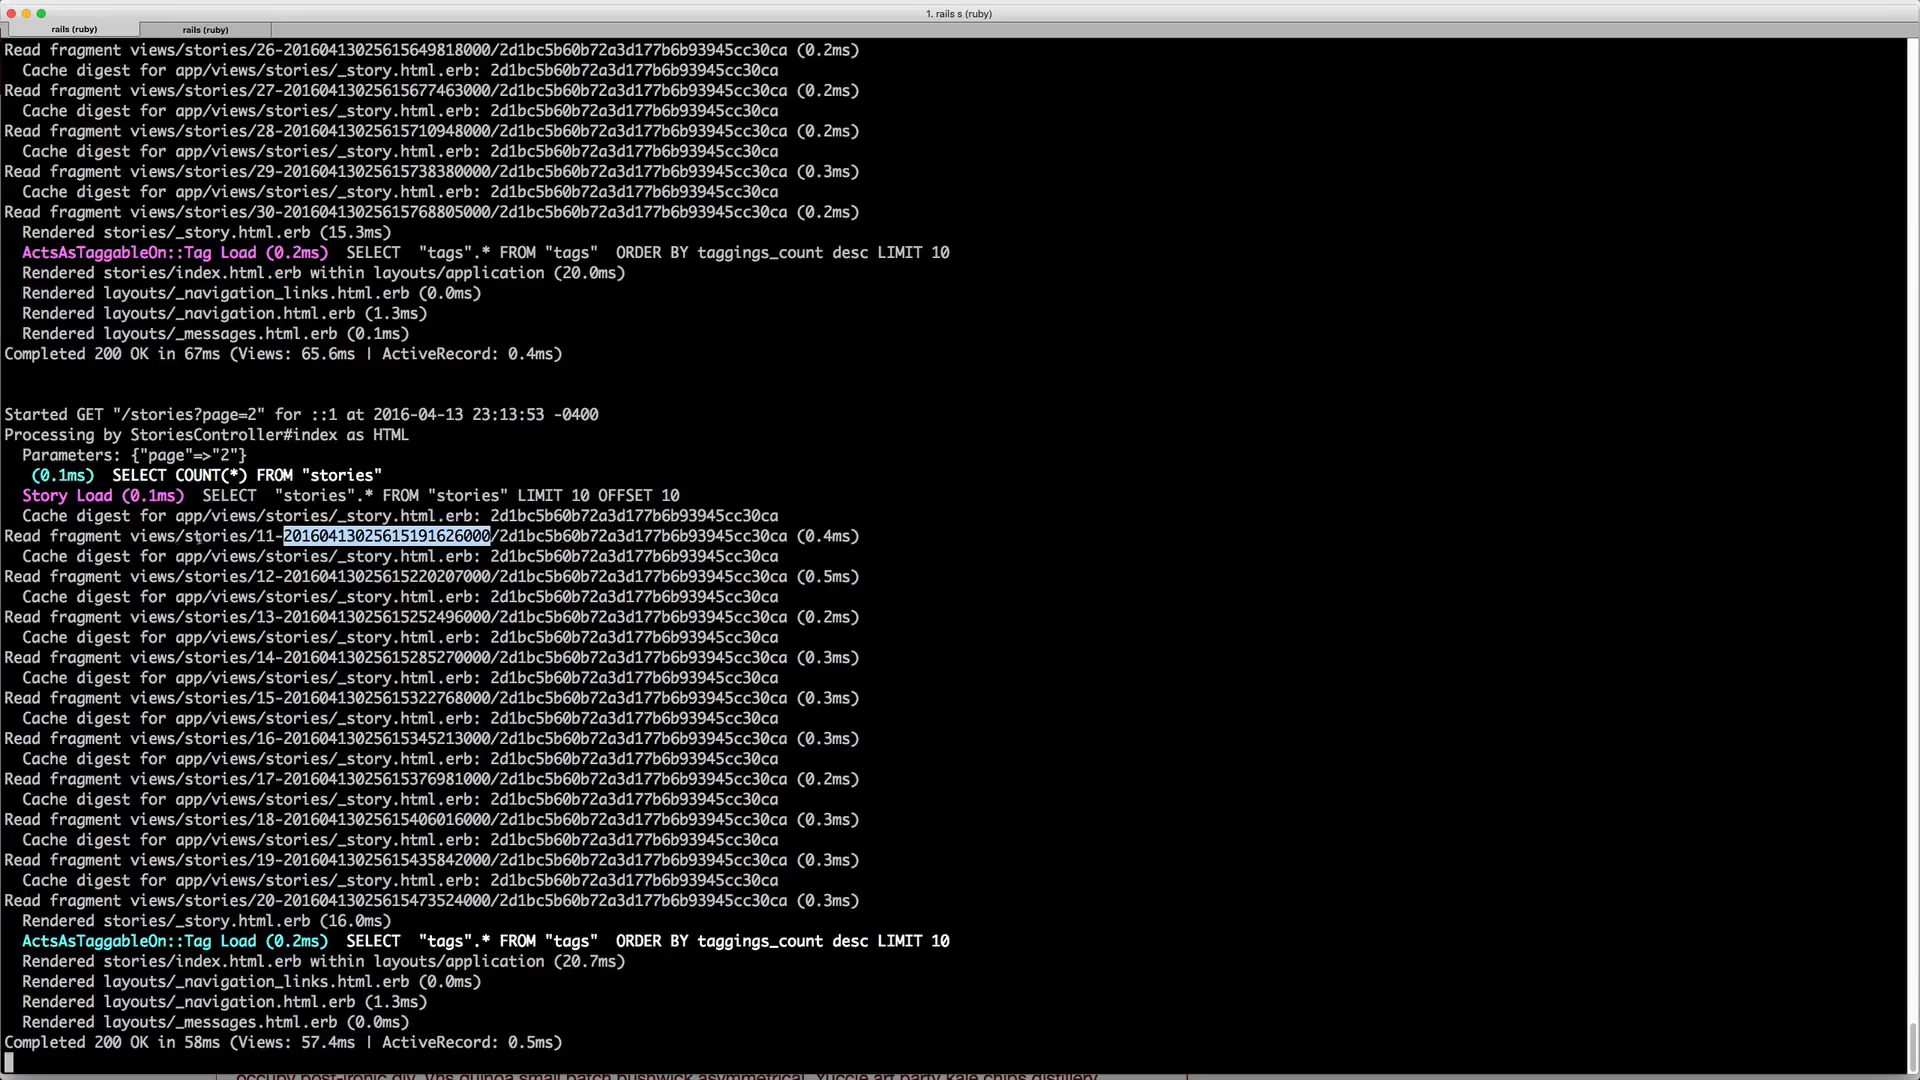 1. rails s (ruby)
rails (ruby)
rails (ruby)
Read fragment views/stories/26-20160413025615649818000/2d1bc5b60b72a3d177b6b93945cc30ca (0.2ms)
Cache digest for app/views/stories/_story.html.erb: 2d1bc5b60b72a3d177b6b93945cc30ca
Read fragment views/stories/27-20160413025615677463000/2d1bc5b60b72a3d177b6b93945cc30ca (0.2ms)
Cache digest for app/views/stories/_story.html.erb: 2d1bc5b60b72a3d177b6b93945cc30ca
Read fragment views/stories/28-20160413025615710948000/2d1bc5b60b72a3d177b6b93945cc30ca (0.2ms)
Cache digest for app/views/stories/_story.html.erb: 2d1bc5b60b72a3d177b6b93945cc30ca
Read fragment views/stories/29-20160413025615738380000/2d1bc5b60b72a3d177b6b93945cc30ca (0.3ms)
Cache digest for app/views/stories/_story.html.erb: 2d1bc5b60b72a3d177b6b93945cc30ca
Read fragment views/stories/30-20160413025615768805000/2d1bc5b60b72a3d177b6b93945cc30ca (0.2ms)
Rendered stories/_story.html.erb (15.3ms)
ActsAsTaggableOn::Tag Load (0.2ms)  SELECT  "tags".* FROM "tags"  ORDER BY taggings_count desc LIMIT 10
Rendered stories/index.html.erb within layouts/application (20.0ms)
Rendered layouts/_navigation_links.html.erb (0.0ms)
Rendered layouts/_navigation.html.erb (1.3ms)
Rendered layouts/_messages.html.erb (0.1ms)
Completed 200 OK in 67ms (Views: 65.6ms | ActiveRecord: 0.4ms)
Started GET "/stories?page=2" for ::1 at 2016-04-13 23:13:53 -0400
Processing by StoriesController#index as HTML
Parameters: {"page"=>"2"}
(0.1ms)  SELECT COUNT(*) FROM "stories"
Story Load (0.1ms)  SELECT  "stories".* FROM "stories" LIMIT 10 OFFSET 10
Cache digest for app/views/stories/_story.html.erb: 2d1bc5b60b72a3d177b6b93945cc30ca
Read fragment views/stories/11-20160413025615191626000/2d1bc5b60b72a3d177b6b93945cc30ca (0.4ms)
Cache digest for app/views/stories/_story.html.erb: 2d1bc5b60b72a3d177b6b93945cc30ca
Read fragment views/stories/12-20160413025615220207000/2d1bc5b60b72a3d177b6b93945cc30ca (0.5ms)
Cache digest for app/views/stories/_story.html.erb: 2d1bc5b60b72a3d177b6b93945cc30ca
Read fragment views/stories/13-20160413025615252496000/2d1bc5b60b72a3d177b6b93945cc30ca (0.2ms)
Cache digest for app/views/stories/_story.html.erb: 2d1bc5b60b72a3d177b6b93945cc30ca
Read fragment views/stories/14-20160413025615285270000/2d1bc5b60b72a3d177b6b93945cc30ca (0.3ms)
Cache digest for app/views/stories/_story.html.erb: 2d1bc5b60b72a3d177b6b93945cc30ca
Read fragment views/stories/15-20160413025615322768000/2d1bc5b60b72a3d177b6b93945cc30ca (0.3ms)
Cache digest for app/views/stories/_story.html.erb: 2d1bc5b60b72a3d177b6b93945cc30ca
Read fragment views/stories/16-20160413025615345213000/2d1bc5b60b72a3d177b6b93945cc30ca (0.3ms)
Cache digest for app/views/stories/_story.html.erb: 2d1bc5b60b72a3d177b6b93945cc30ca
Read fragment views/stories/17-20160413025615376981000/2d1bc5b60b72a3d177b6b93945cc30ca (0.2ms)
Cache digest for app/views/stories/_story.html.erb: 2d1bc5b60b72a3d177b6b93945cc30ca
Read fragment views/stories/18-20160413025615406016000/2d1bc5b60b72a3d177b6b93945cc30ca (0.3ms)
Cache digest for app/views/stories/_story.html.erb: 2d1bc5b60b72a3d177b6b93945cc30ca
Read fragment views/stories/19-20160413025615435842000/2d1bc5b60b72a3d177b6b93945cc30ca (0.3ms)
Cache digest for app/views/stories/_story.html.erb: 2d1bc5b60b72a3d177b6b93945cc30ca
Read fragment views/stories/20-20160413025615473524000/2d1bc5b60b72a3d177b6b93945cc30ca (0.3ms)
Rendered stories/_story.html.erb (16.0ms)
ActsAsTaggableOn::Tag Load (0.2ms)  SELECT  "tags".* FROM "tags"  ORDER BY taggings_count desc LIMIT 10
Rendered stories/index.html.erb within layouts/application (20.7ms)
Rendered layouts/_navigation_links.html.erb (0.0ms)
Rendered layouts/_navigation.html.erb (1.3ms)
Rendered layouts/_messages.html.erb (0.0ms)
Completed 200 OK in 58ms (Views: 57.4ms | ActiveRecord: 0.5ms)